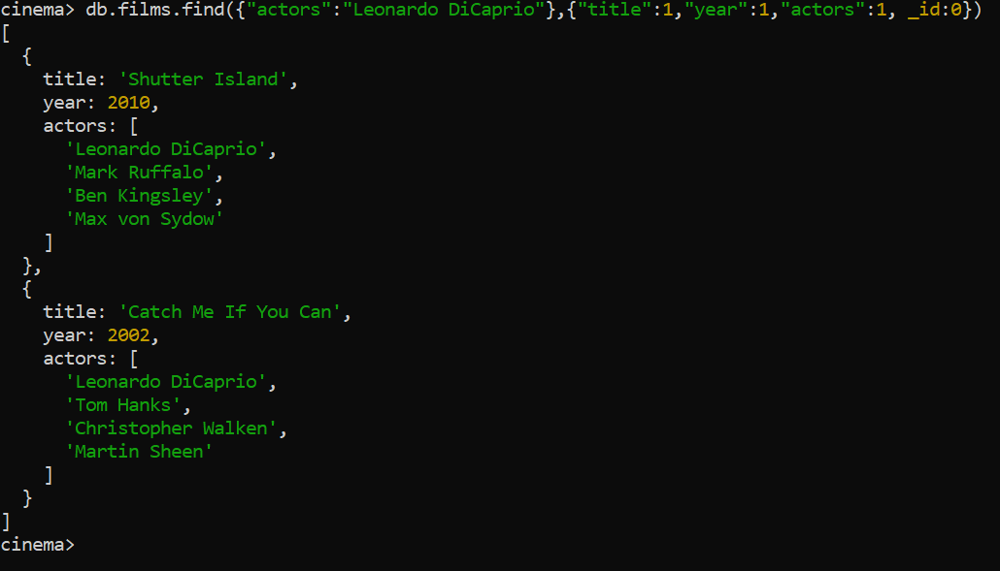 cinema> db.films.find({"actors":"Leonardo DiCaprio"},{"title":1,"year":1,"actors":1, _id:0})
[
  {
    title: 'Shutter Island',
    year: 2010,
    actors: [
      'Leonardo DiCaprio',
      'Mark Ruffalo',
      'Ben Kingsley',
      'Max von Sydow'
    ]
  },
  {
    title: 'Catch Me If You Can',
    year: 2002,
    actors: [
      'Leonardo DiCaprio',
      'Tom Hanks',
      'Christopher Walken',
      'Martin Sheen'
    ]
  }
]
cinema>